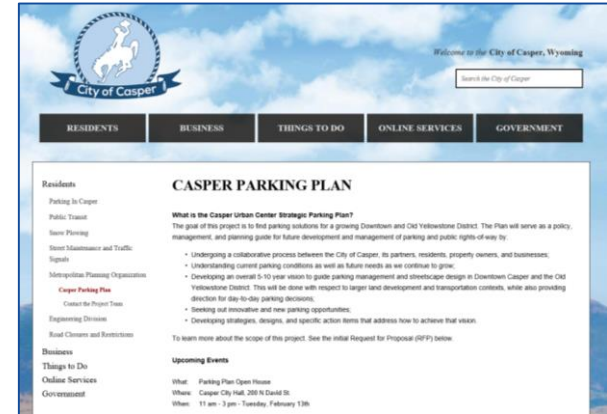 City of Casper
Welcome to the City of Casper, Wyoming
Search the City of Casper
RESIDENTS BUSINESS THINGS TO DO ONLINE SERVICES GOVERNMENT
Residents
Parking In Casper
Public Transit
Snow Plowing
Street Maintenance and Traffic
Signals
Metropolitan Planning Organization
Casper Parking Plan
Contact the Project Team
Engineering Division
Road Closures and Restrictions
Business
Things to Do
Online Services
Government
CASPER PARKING PLAN
What is the Casper Urban Center Strategic Parking Plan?
The goal of this project is to find parking solutions for a growing Downtown and Old Yellowstone District. The Plan will serve as a policy,
management, and planning guide for future development and management of parking and public rights-of-way by:
• Undergoing a collaborative process between the City of Casper, its partners, residents, property owners, and businesses;
• Understanding current parking conditions as well as future needs as we continue to grow;
• Developing an overall 5-10 year vision to guide parking management and streetscape design in Downtown Casper and the Old
Yellowstone District. This will be done with respect to larger land development and transportation contexts, while also providing
direction for day-to-day parking decisions;
• Seeking out innovative and new parking opportunities;
• Developing strategies, designs, and specific action items that address how to achieve that vision.
To learn more about the scope of this project. See the initial Request for Proposal (RFP) below.
Upcoming Events
What: Parking Plan Open House
Where: Casper City Hall, 200 N David St.
When: 11 am - 3 pm - Tuesday, February 13th